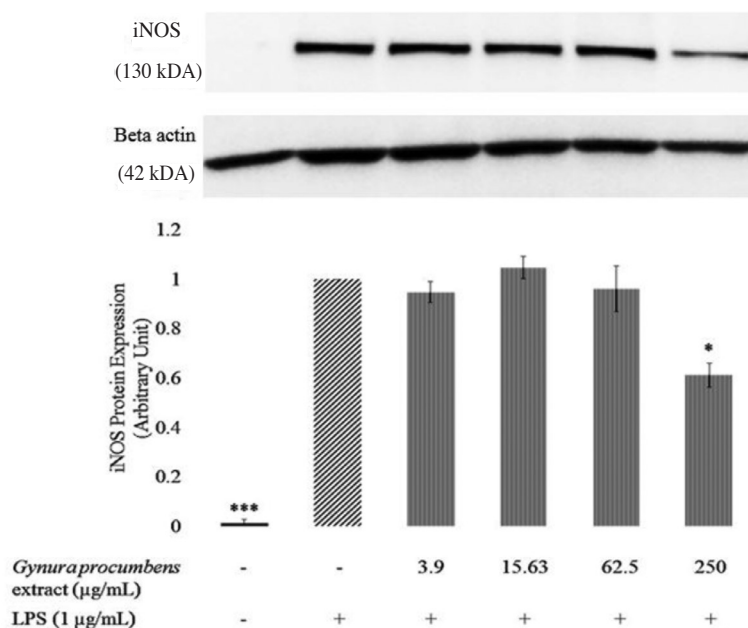 iNOS
(130 kDA)
Beta actin
(42 kDA)
iNOS Protein Expression
(Arbitrary Unit)
1.2
1
0.8
0.6
0.4
0.2
0
***
*
Gynura procumbens - - 3.9 15.63 62.5 250
extract (µg/mL)
LPS (1 µg/mL) - + + + + +